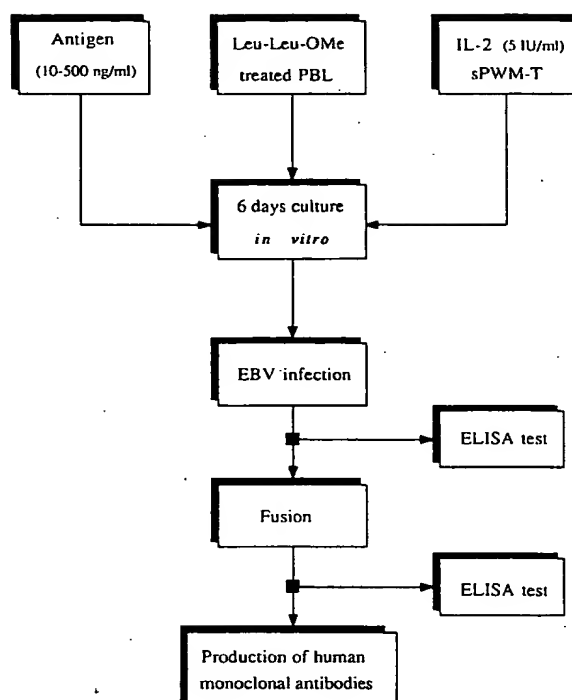 Antigen
(10-500 ng/ml)
Leu-Leu-OMe
treated PBL
IL-2 (5 IU/ml)
sPWM-T
6 days culture
in vitro
EBV infection
ELISA test
Fusion
ELISA test
Production of human
monoclonal antibodies